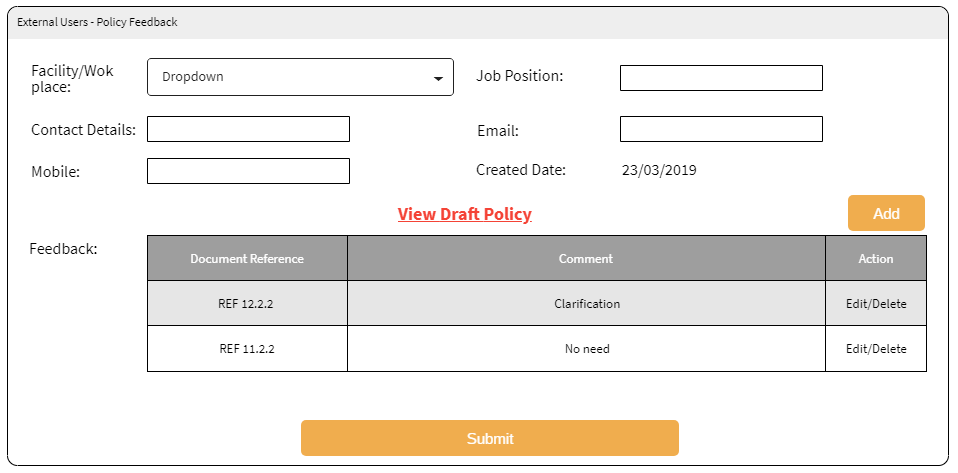 External Users - Policy Feedback
Facility/Wok
place:
Dropdown
Job Position:
Contact Details:
Email:
Mobile:
Created Date:
23/03/2019
View Draft Policy
Add
Feedback:
Document Reference
Comment
Action
REF 12.2.2
Clarification
Edit/Delete
REF 11.2.2
No need
Edit/Delete
Submit